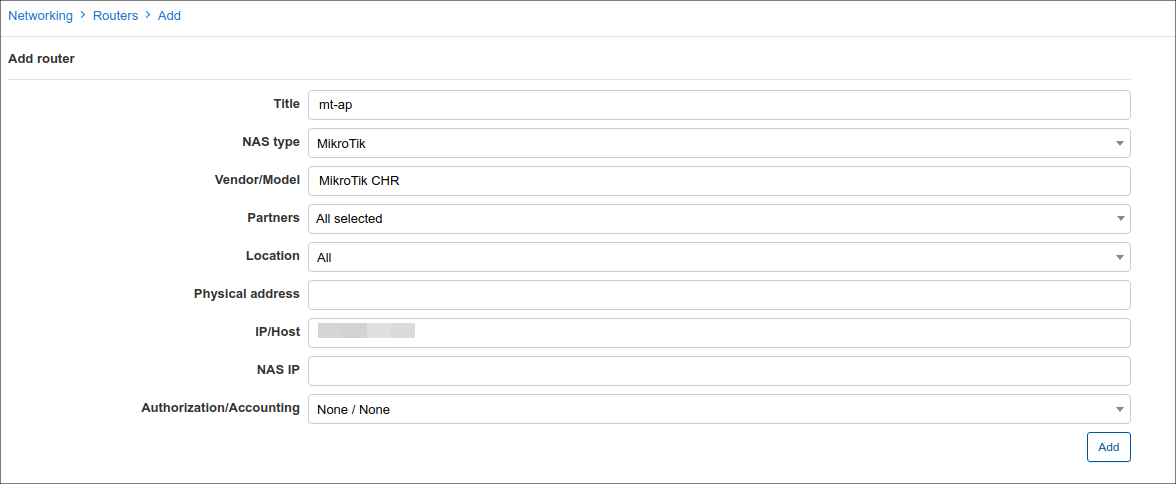 Networking > Routers > Add
Add router
Title mt-ap
NAS type MikroTik
Vendor/Model MikroTik CHR
Partners All selected
Location All
Physical address
IP/Host
NAS IP
Authorization/Accounting None / None
Add